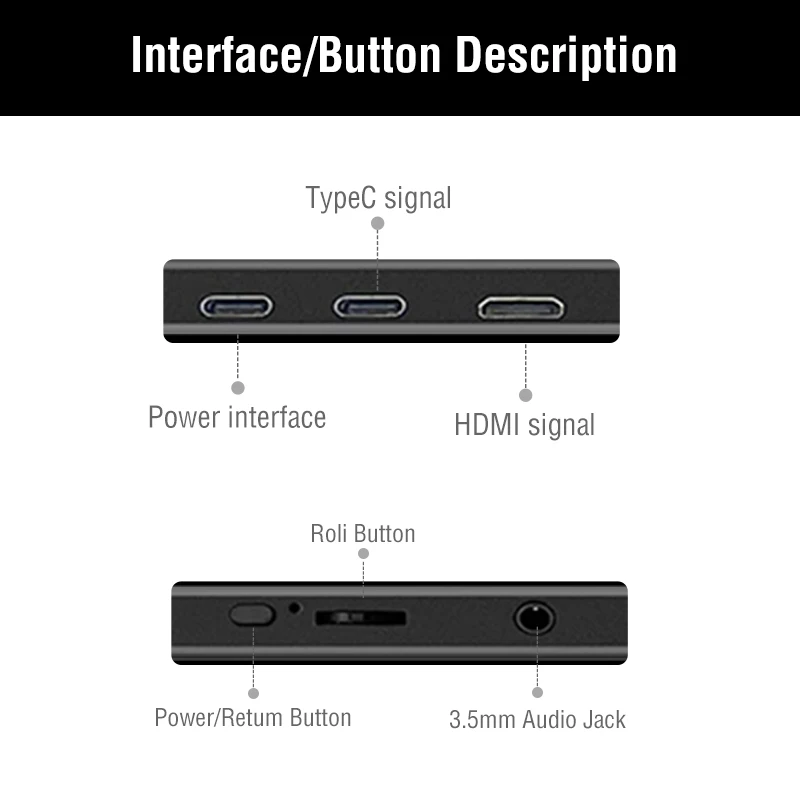 Interface/Button Description
TypeC signal
Power interface
HDMI signal
Roli Button
Power/Retum Button
3.5mm Audio Jack